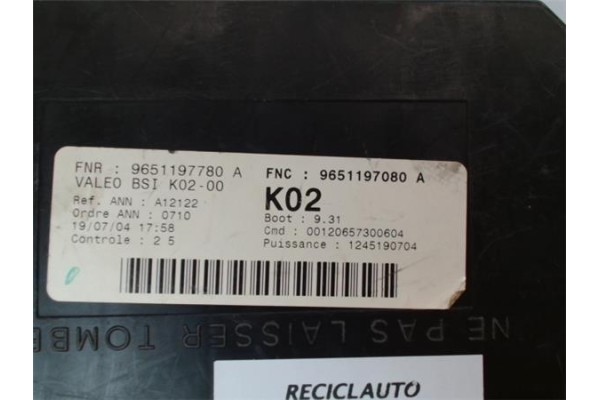 FNR : 9651197780 A
FNC : 9651197080 A
VALEO BSI K02-00
K02
Ref. ANN : A12122
Boot : 9.31
Ordre ANN : 0710
Cmd : 00120657300604
19/07/04 17:58
Puissance : 1245190704
Controle : 2 5
NE PAS LAISSER TOMBE
RECICLAUTO